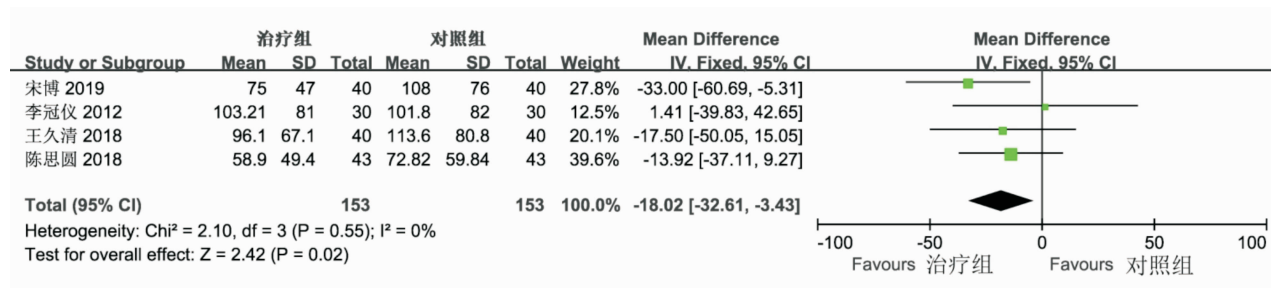 治疗组 对照组 Mean Difference Mean Difference
Study or Subgroup Mean SD Total Mean SD Total Weight IV. Fixed. 95% CI IV. Fixed. 95% CI
宋博 2019 75 47 40 108 76 40 27.8% -33.00 [-60.69, -5.31]
李冠仪 2012 103.21 81 30 101.8 82 30 12.5% 1.41 [-39.83, 42.65]
王久清 2018 96.1 67.1 40 113.6 80.8 40 20.1% -17.50 [-50.05, 15.05]
陈思圆 2018 58.9 49.4 43 72.82 59.84 43 39.6% -13.92 [-37.11, 9.27]
Total (95% CI) 153 153 100.0% -18.02 [-32.61, -3.43]
Heterogeneity: Chi² = 2.10, df = 3 (P = 0.55); I² = 0%
Test for overall effect: Z = 2.42 (P = 0.02)
-100 -50 0 50 100
Favours 治疗组 Favours 对照组